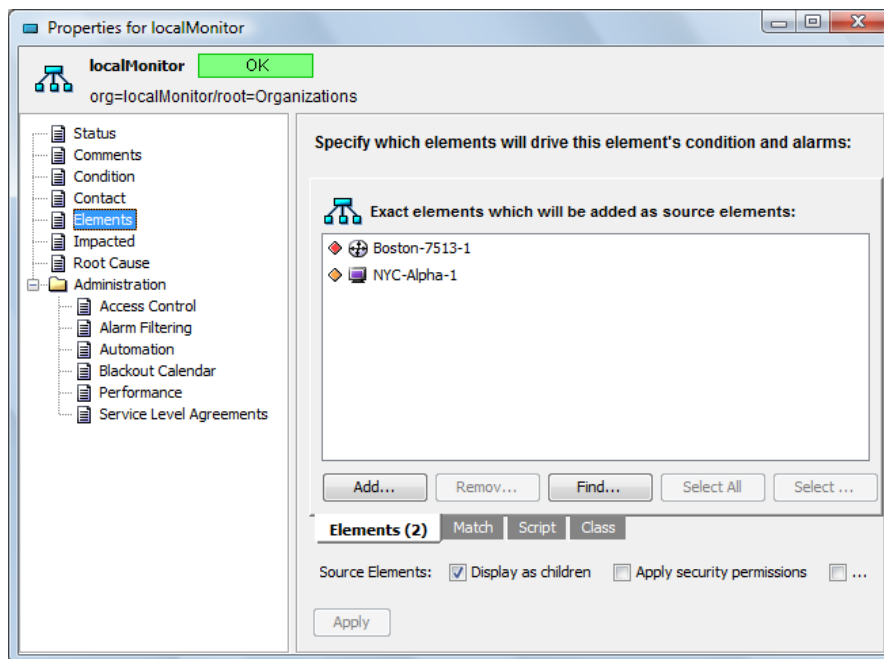 Properties for localMonitor
localMonitor OK
org=localMonitor/root=Organizations
Status
Comments
Condition
Contact
Elements
Impacted
Root Cause
Administration
Access Control
Alarm Filtering
Automation
Blackout Calendar
Performance
Service Level Agreements
Specify which elements will drive this element's condition and alarms:
Exact elements which will be added as source elements:
Boston-7513-1
NYC-Alpha-1
Add... Remov... Find... Select All Select ...
Elements (2) Match Script Class
Source Elements: Display as children Apply security permissions ...
Apply